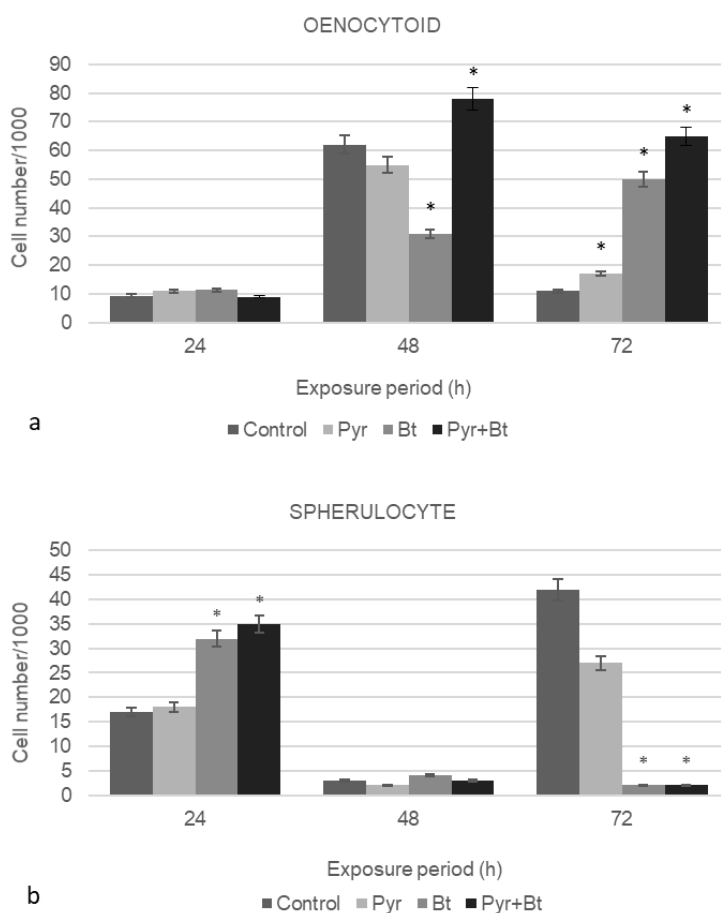 OENOCYTOID
90
80
70
60
50
40
30
20
10
0
Cell number/1000
*
*
*
*
*
24 48 72
Exposure period (h)
a
Control Pyr Bt Pyr+Bt
SPHERULOCYTE
50
45
40
35
30
25
20
15
10
5
0
Cell number/1000
* *
* *
24 48 72
Exposure period (h)
b
Control Pyr Bt Pyr+Bt